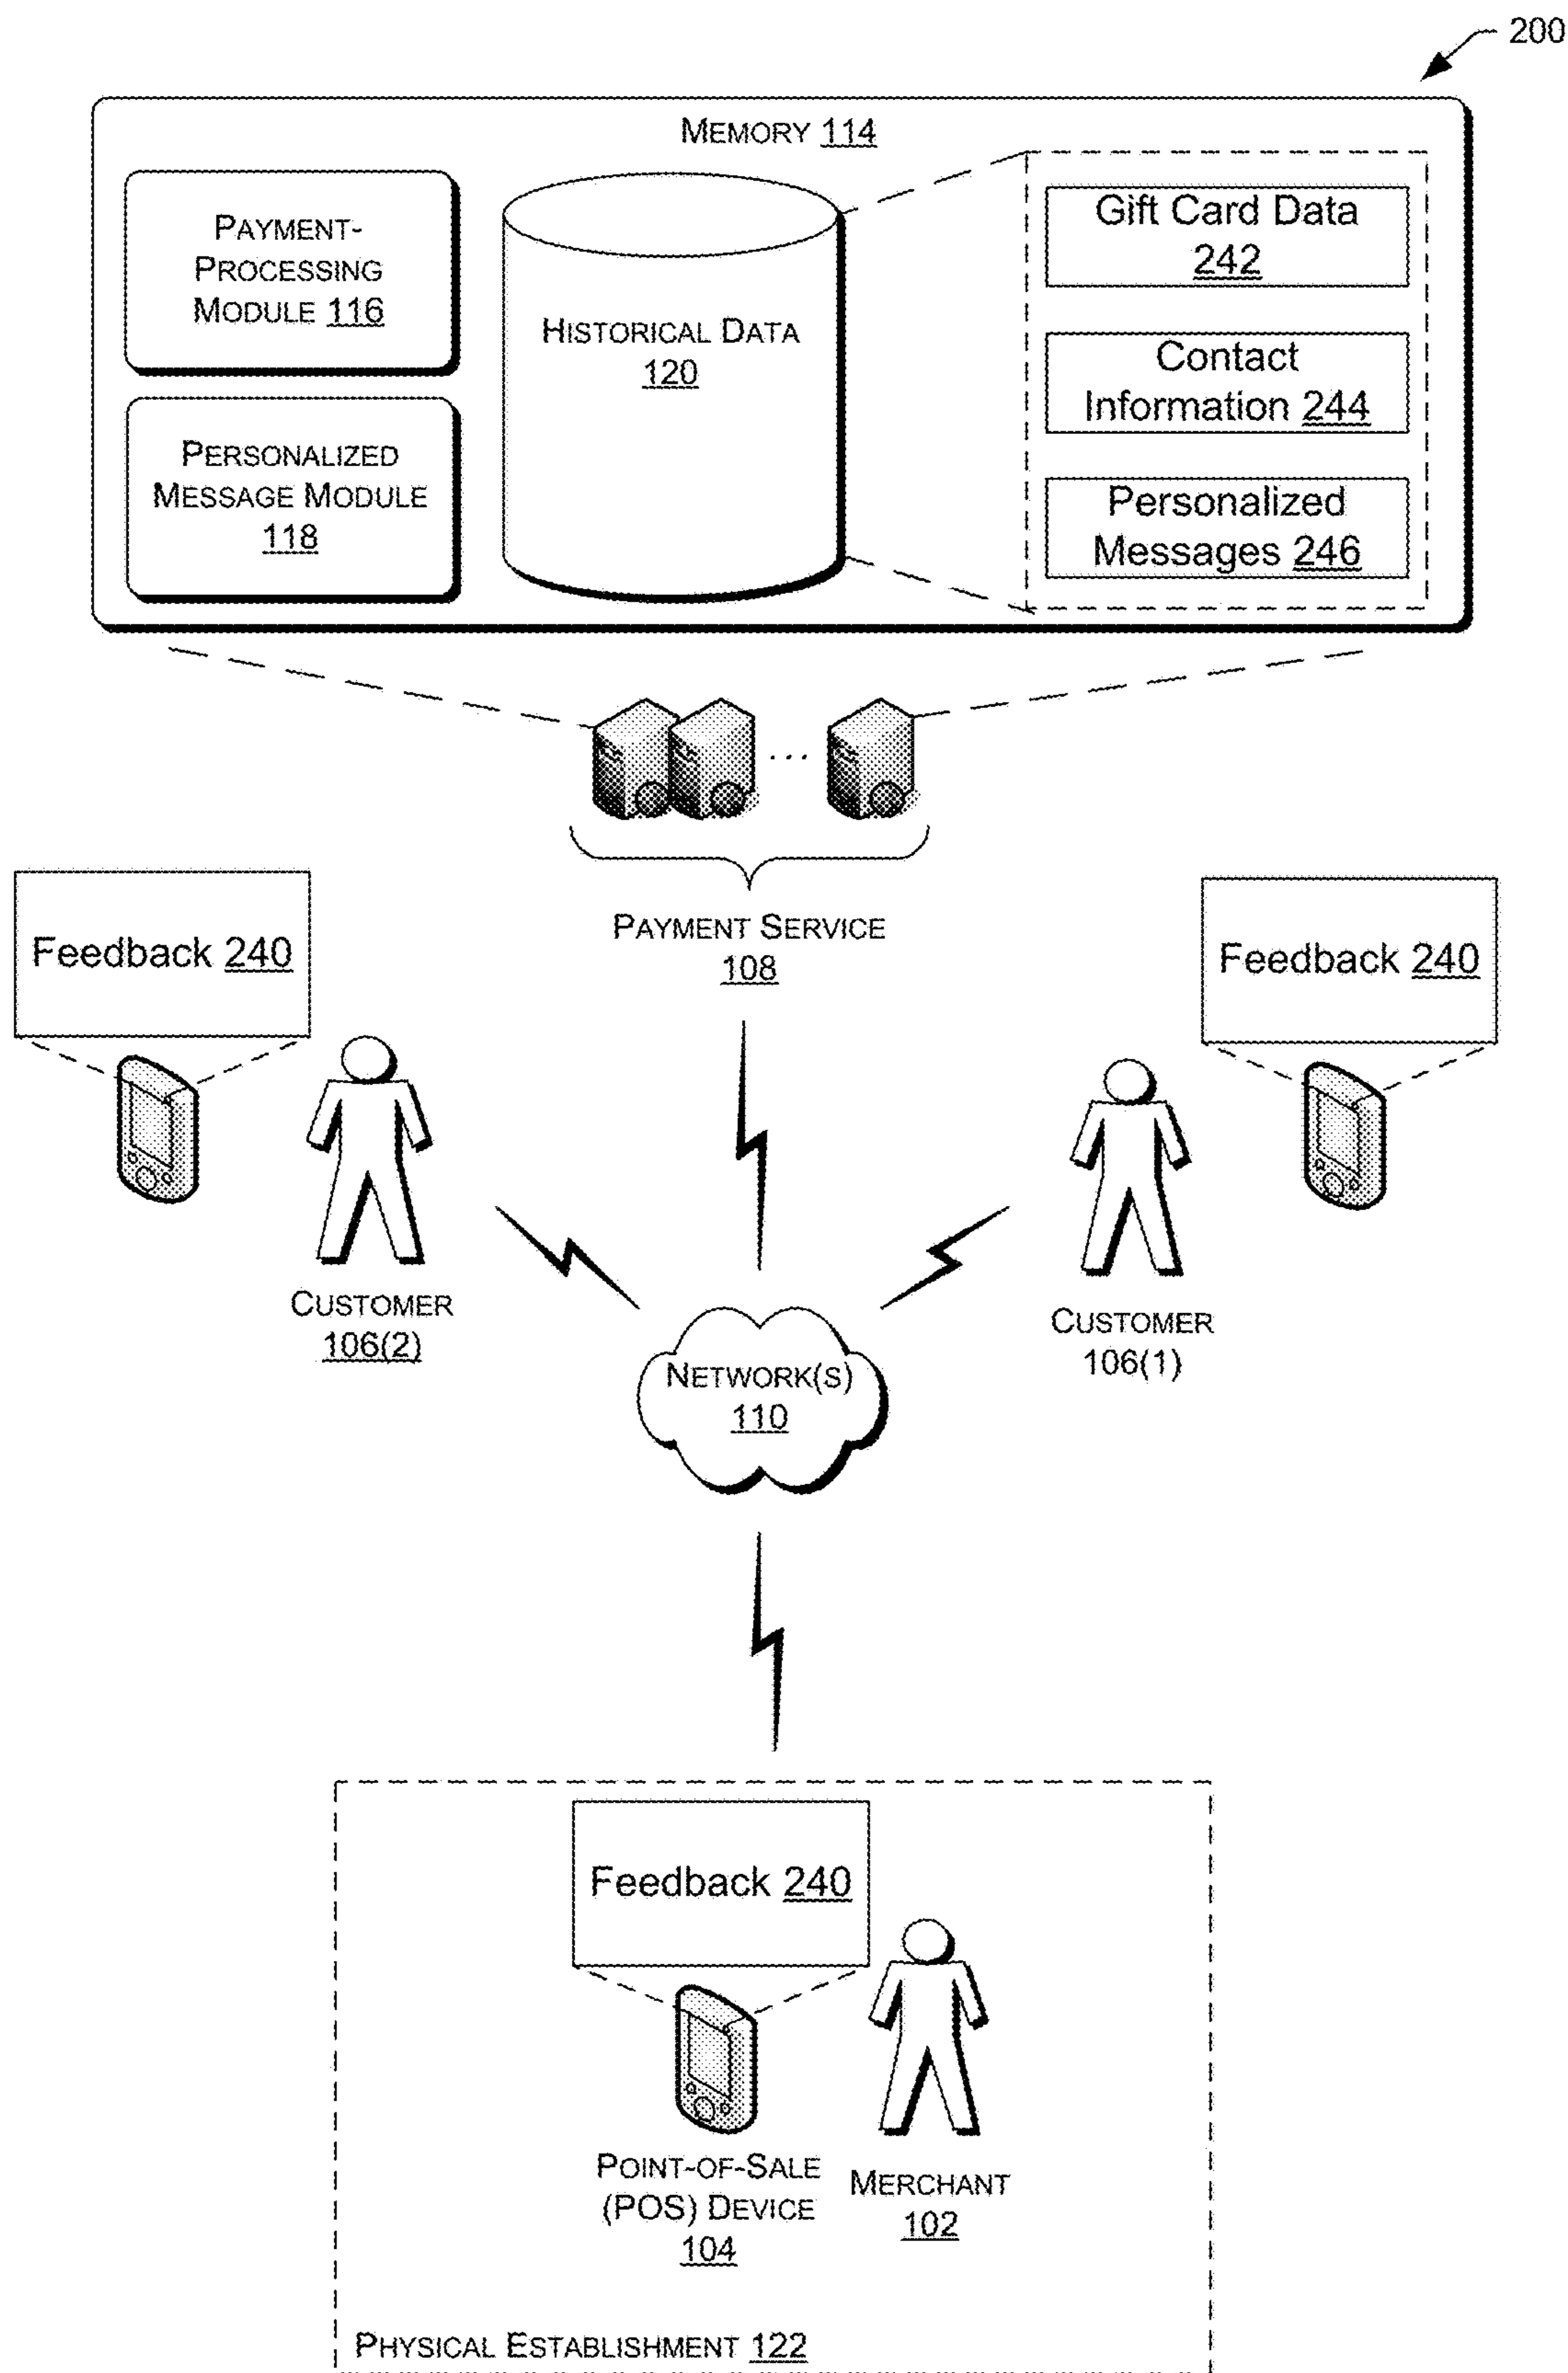 200
MEMORY 114
PAYMENT-
PROCESSING
MODULE 116
PERSONALIZED
MESSAGE MODULE
118
HISTORICAL DATA
120
Gift Card Data
242
Contact
Information 244
Personalized
Messages 246
...
PAYMENT SERVICE
108
Feedback 240
Feedback 240
CUSTOMER
106(2)
CUSTOMER
106(1)
NETWORK(S)
110
Feedback 240
POINT-OF-SALE
(POS) DEVICE
104
MERCHANT
102
PHYSICAL ESTABLISHMENT 122